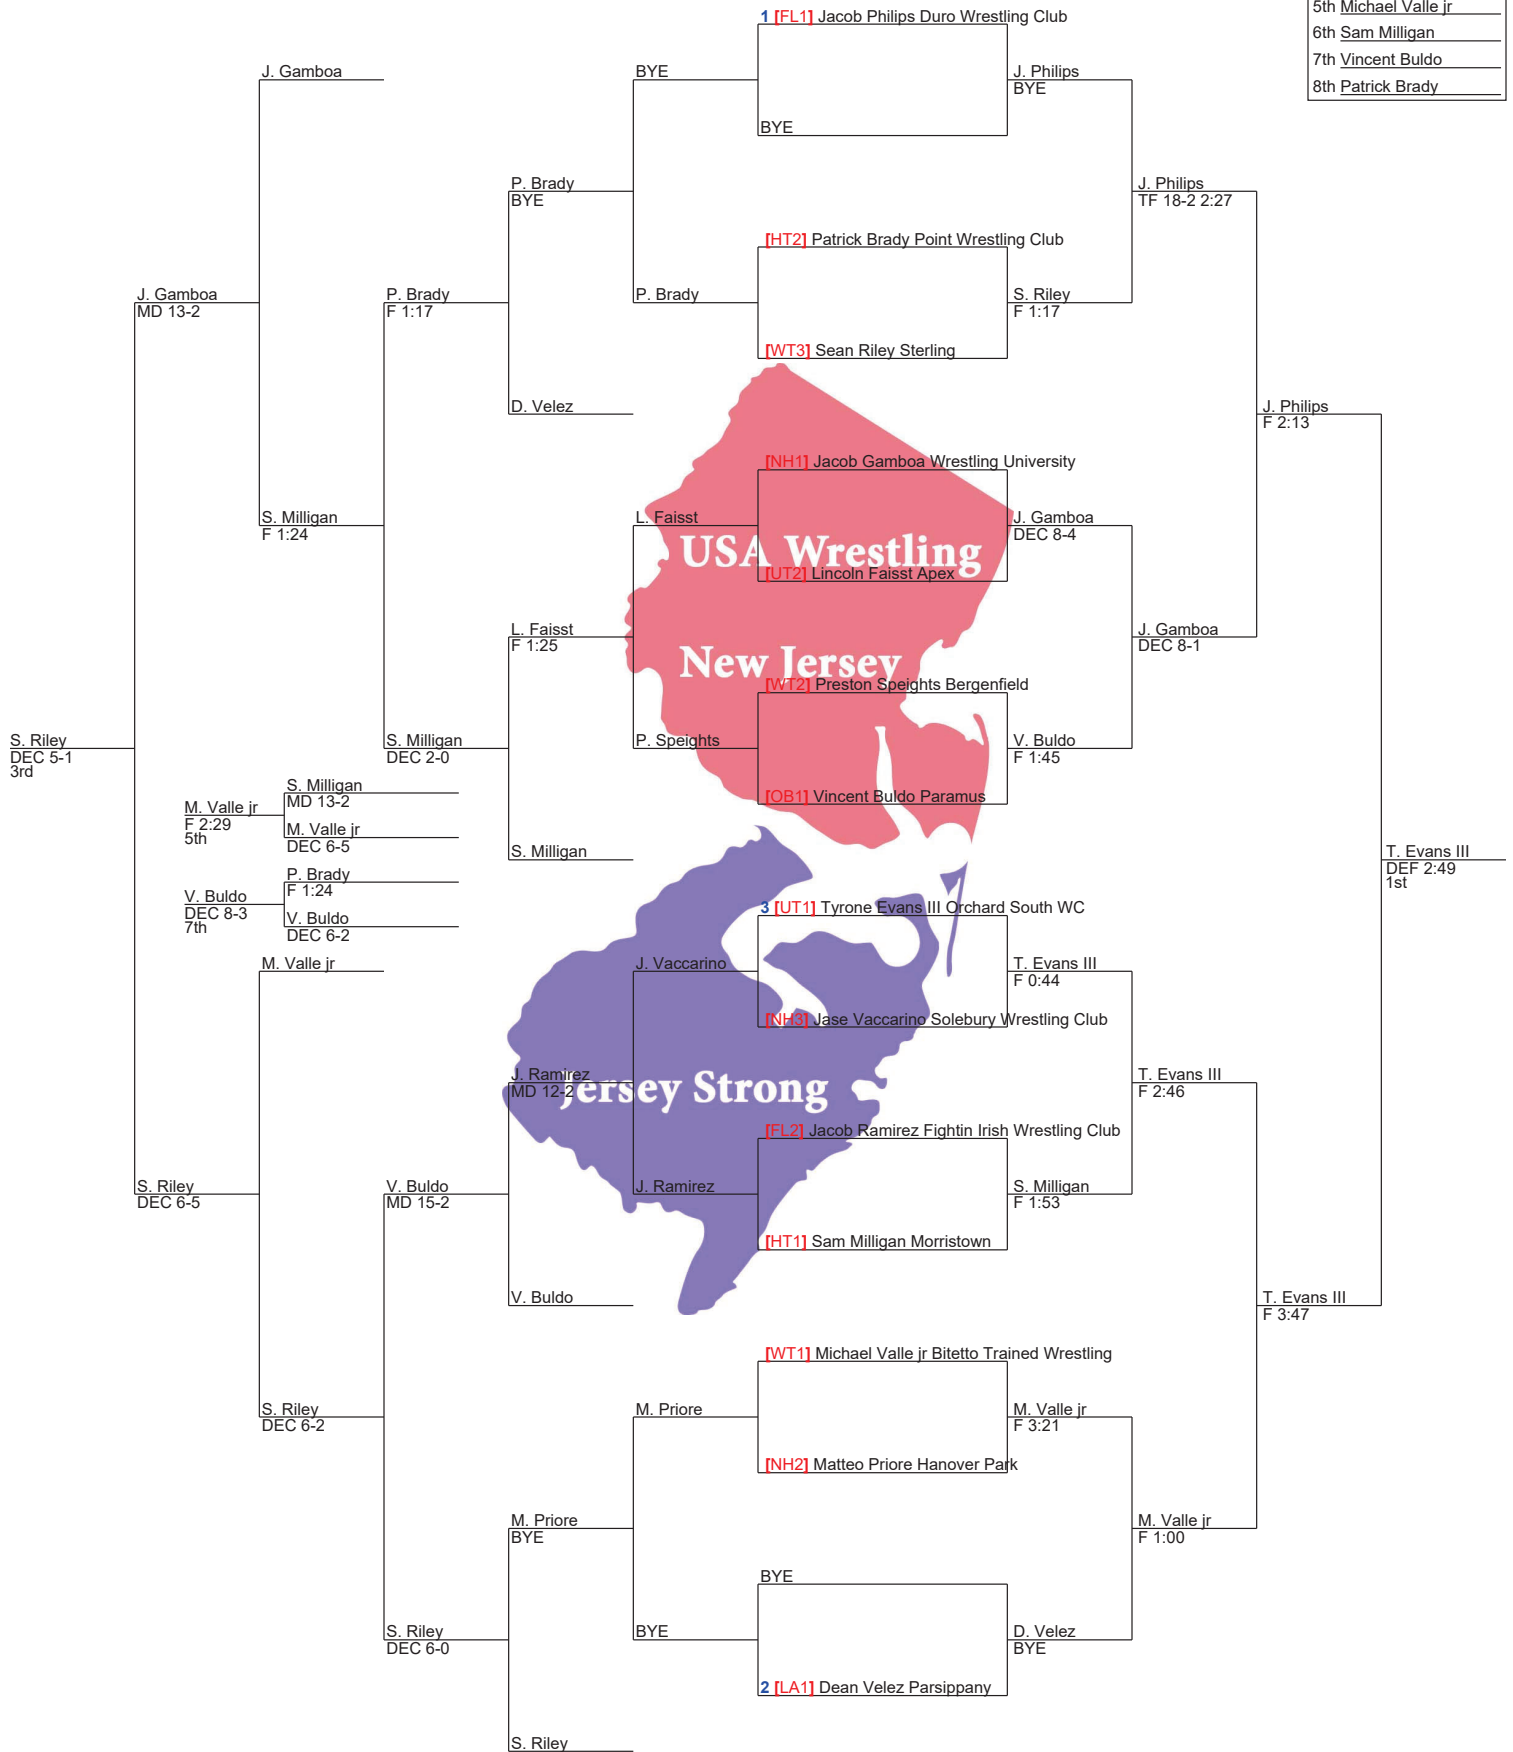 1 [FL1] Jacob Philips Duro Wrestling Club
5th Michael Valle jr
6th Sam Milligan
7th Vincent Buldo
8th Patrick Brady
J. Gamboa
BYE
J. Philips
BYE
BYE
P. Brady
BYE
J. Philips
TF 18-2 2:27
[HT2] Patrick Brady Point Wrestling Club
J. Gamboa
MD 13-2
P. Brady
F 1:17
P. Brady
S. Riley
F 1:17
[WT3] Sean Riley Sterling
D. Velez
J. Philips
F 2:13
[NH1] Jacob Gamboa Wrestling University
S. Milligan
F 1:24
L. Faisst
J. Gamboa
DEC 8-4
USA Wrestling
[UT2] Lincoln Faisst Apex
L. Faisst
F 1:25
J. Gamboa
DEC 8-1
New Jersey
[WT2] Preston Speights Bergenfield
S. Riley
DEC 5-1
3rd
S. Milligan
DEC 2-0
P. Speights
V. Buldo
F 1:45
S. Milligan
MD 13-2
[OB1] Vincent Buldo Paramus
M. Valle jr
F 2:29
5th
M. Valle jr
DEC 6-5
S. Milligan
T. Evans III
DEF 2:49
1st
P. Brady
F 1:24
V. Buldo
DEC 8-3
7th
V. Buldo
DEC 6-2
3 [UT1] Tyrone Evans III Orchard South WC
M. Valle jr
J. Vaccarino
T. Evans III
F 0:44
[NH3] Jase Vaccarino Solebury Wrestling Club
J. Ramirez
MD 12-2
Jersey Strong
T. Evans III
F 2:46
[FL2] Jacob Ramirez Fightin Irish Wrestling Club
S. Riley
DEC 6-5
V. Buldo
MD 15-2
J. Ramirez
S. Milligan
F 1:53
[HT1] Sam Milligan Morristown
V. Buldo
T. Evans III
F 3:47
[WT1] Michael Valle jr Bitetto Trained Wrestling
S. Riley
DEC 6-2
M. Priore
M. Valle jr
F 3:21
[NH2] Matteo Priore Hanover Park
M. Priore
BYE
M. Valle jr
F 1:00
BYE
S. Riley
DEC 6-0
BYE
D. Velez
BYE
2 [LA1] Dean Velez Parsippany
S. Riley